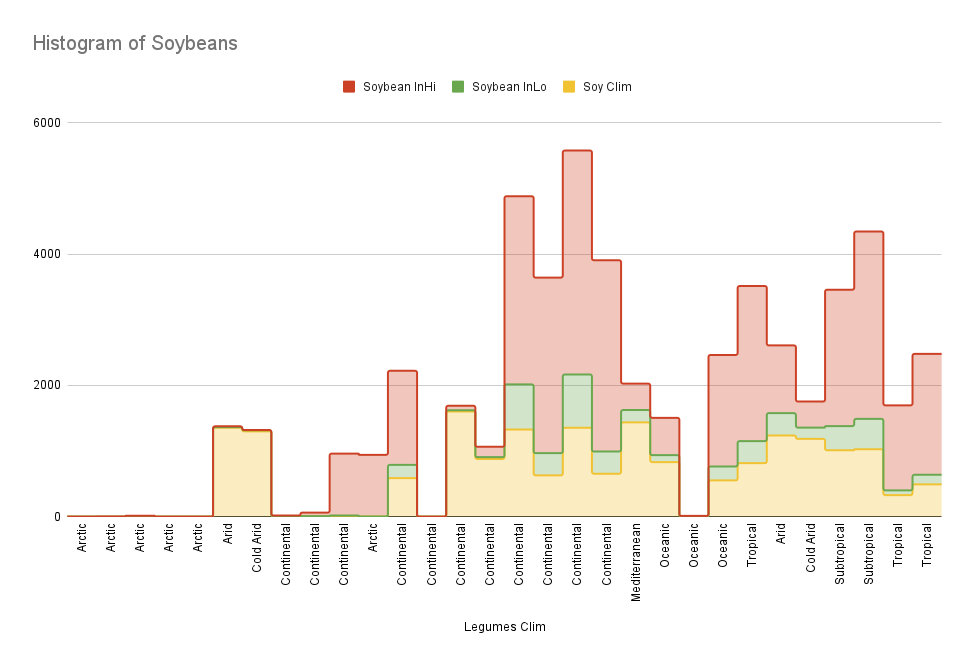 Histogram of Soybeans
Soybean InHi Soybean InLo Soy Clim
6000
4000
2000
0
Arctic
Arctic
Arctic
Arctic
Arctic
Arid
Cold Arid
Continental
Continental
Continental
Arctic
Continental
Continental
Continental
Continental
Continental
Continental
Continental
Continental
Mediterranean
Oceanic
Oceanic
Oceanic
Tropical
Arid
Cold Arid
Subtropical
Subtropical
Tropical
Tropical
Legumes Clim